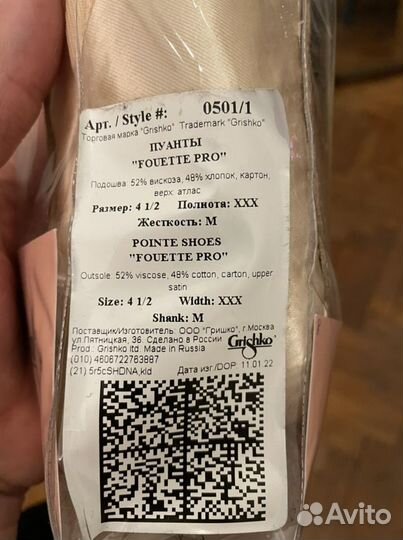 Арт. / Style #: 0501/1
Торговая марка "Grishko" Trademark "Grishko"
ПУАНТЫ
"FOUETTE PRO"
Подошва: 52% вискоза, 48% хлопок, картон,
верх: атлас
Размер: 4 1/2 Полнота: XXX
Жесткость: M
POINTE SHOES
"FOUETTE PRO"
Outsole: 52% viscose, 48% cotton, carton, upper
satin
Size: 4 1/2 Width: XXX
Shank: M
Поставщик/Изготовитель: ООО "Гришко", г.Москва
ул.Пятницкая, 36. Сделано в России
Prod.: Grishko ltd. Made in Russia
Grishko
(010) 4606722763887
(21) 5r5cSHDNA,kld Дата изг./DOP: 11.01.22
Avito